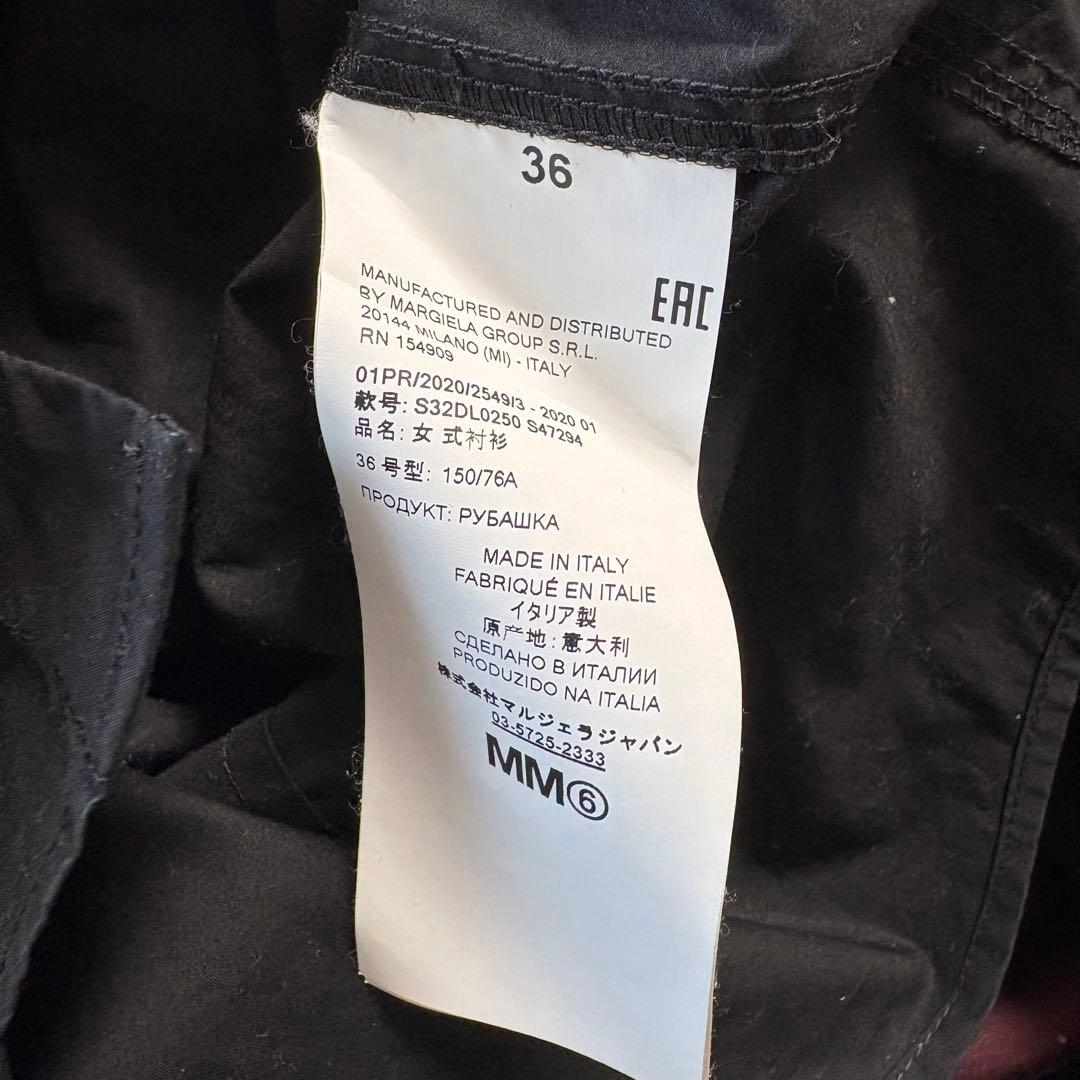 36
EAC
MANUFACTURED AND DISTRIBUTED
BY MARGIELA GROUP S.R.L.
20144 MILANO (MI) - ITALY
RN 154909
01PR/2020/2549/3 - 2020 01
款号: S32DL0250 S47294
品名: 女 式衬衫
36 号型: 150/76A
ПРОДУКТ: РУБАШКА
MADE IN ITALY
FABRIQUÉ EN ITALIE
イタリア製
原产地: 意大利
СДЕЛАНО В ИТАЛИИ
PRODUZIDO NA ITALIA
株式会社マルジェラジャパン
03-5725-2333
MM⑥